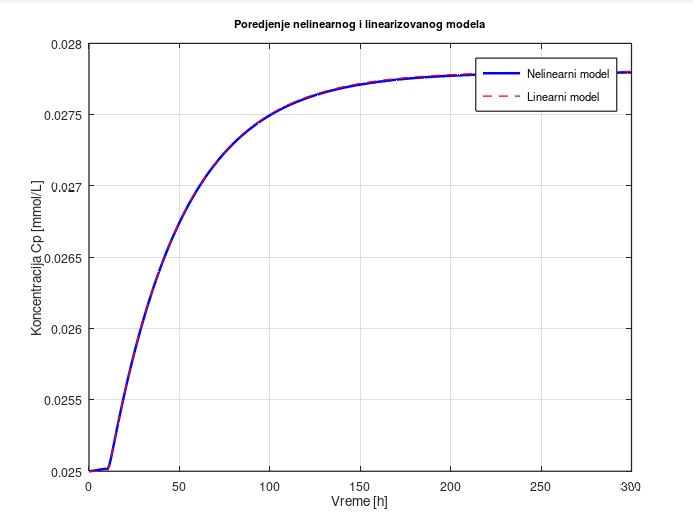 Poredjenje nelinearnog i linearizovanog modela
0.028
Nelinearni model
Linearni model
0.0275
0.027
0.0265
0.026
0.0255
0.025
Koncentracija Cp [mmol/L]
0
50
100
150
200
250
300
Vreme [h]